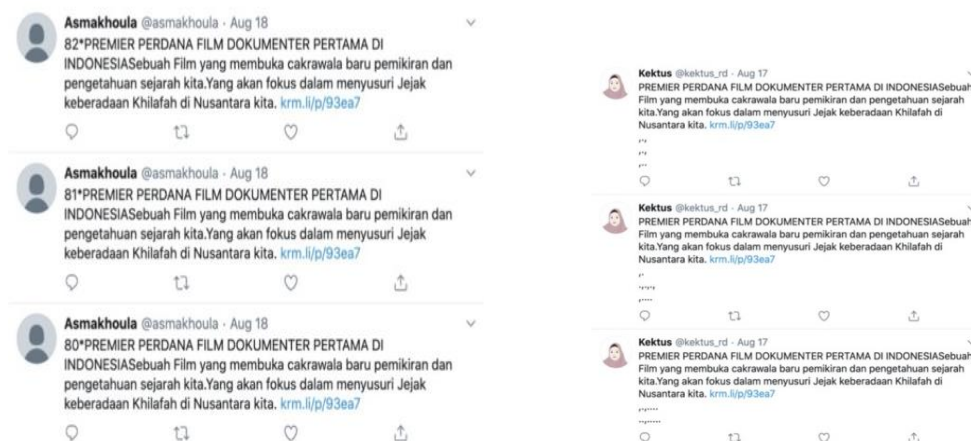 Asmakhoula @asmakhoula · Aug 18
82*PREMIER PERDANA FILM DOKUMENTER PERTAMA DI
INDONESIASebuah Film yang membuka cakrawala baru pemikiran dan
pengetahuan sejarah kita.Yang akan fokus dalam menyusuri Jejak
keberadaan Khilafah di Nusantara kita. krm.li/p/93ea7
Asmakhoula @asmakhoula · Aug 18
81*PREMIER PERDANA FILM DOKUMENTER PERTAMA DI
INDONESIASebuah Film yang membuka cakrawala baru pemikiran dan
pengetahuan sejarah kita.Yang akan fokus dalam menyusuri Jejak
keberadaan Khilafah di Nusantara kita. krm.li/p/93ea7
Asmakhoula @asmakhoula · Aug 18
80*PREMIER PERDANA FILM DOKUMENTER PERTAMA DI
INDONESIASebuah Film yang membuka cakrawala baru pemikiran dan
pengetahuan sejarah kita.Yang akan fokus dalam menyusuri Jejak
keberadaan Khilafah di Nusantara kita. krm.li/p/93ea7
Kektus @kektus_rd · Aug 17
PREMIER PERDANA FILM DOKUMENTER PERTAMA DI INDONESIASebuah
Film yang membuka cakrawala baru pemikiran dan pengetahuan sejarah
kita.Yang akan fokus dalam menyusuri Jejak keberadaan Khilafah di
Nusantara kita. krm.li/p/93ea7
Kektus @kektus_rd · Aug 17
PREMIER PERDANA FILM DOKUMENTER PERTAMA DI INDONESIASebuah
Film yang membuka cakrawala baru pemikiran dan pengetahuan sejarah
kita.Yang akan fokus dalam menyusuri Jejak keberadaan Khilafah di
Nusantara kita. krm.li/p/93ea7
Kektus @kektus_rd · Aug 17
PREMIER PERDANA FILM DOKUMENTER PERTAMA DI INDONESIASebuah
Film yang membuka cakrawala baru pemikiran dan pengetahuan sejarah
kita.Yang akan fokus dalam menyusuri Jejak keberadaan Khilafah di
Nusantara kita. krm.li/p/93ea7